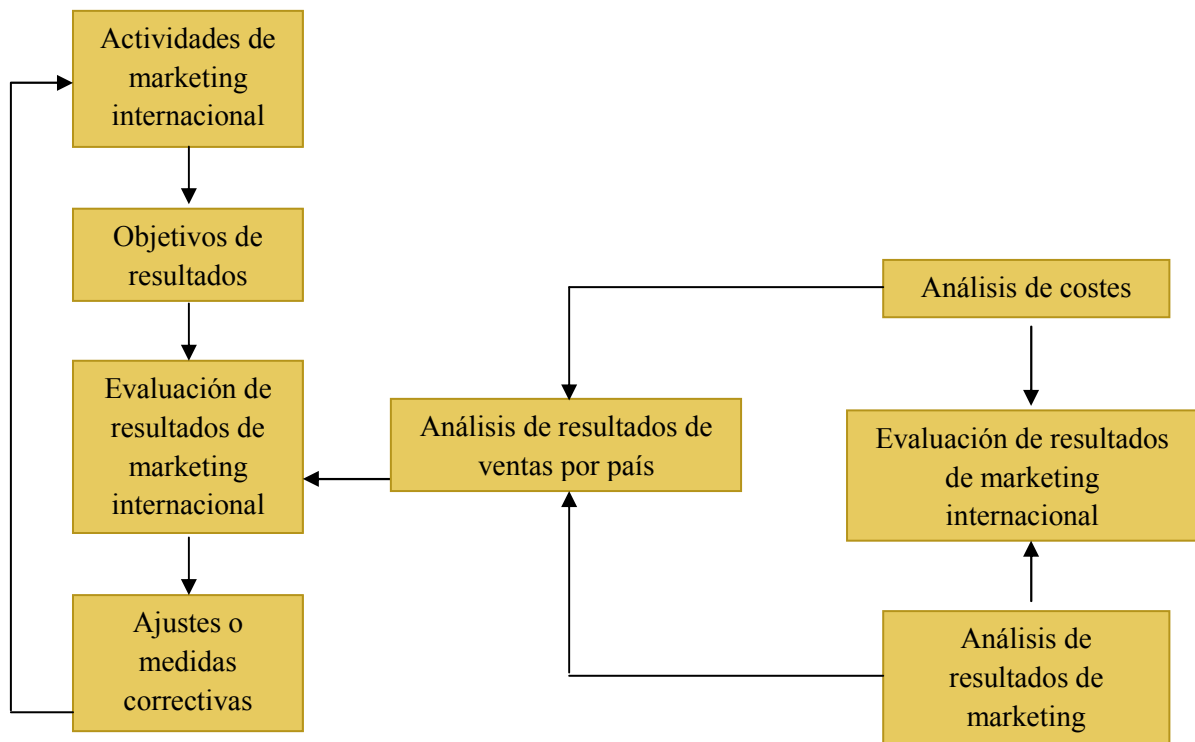 Actividades de
marketing
internacional
Objetivos de
resultados
Evaluación de
resultados de
marketing
internacional
Ajustes o
medidas
correctivas
Análisis de resultados de
ventas por país
Análisis de costes
Evaluación de resultados
de marketing
internacional
Análisis de
resultados de
marketing